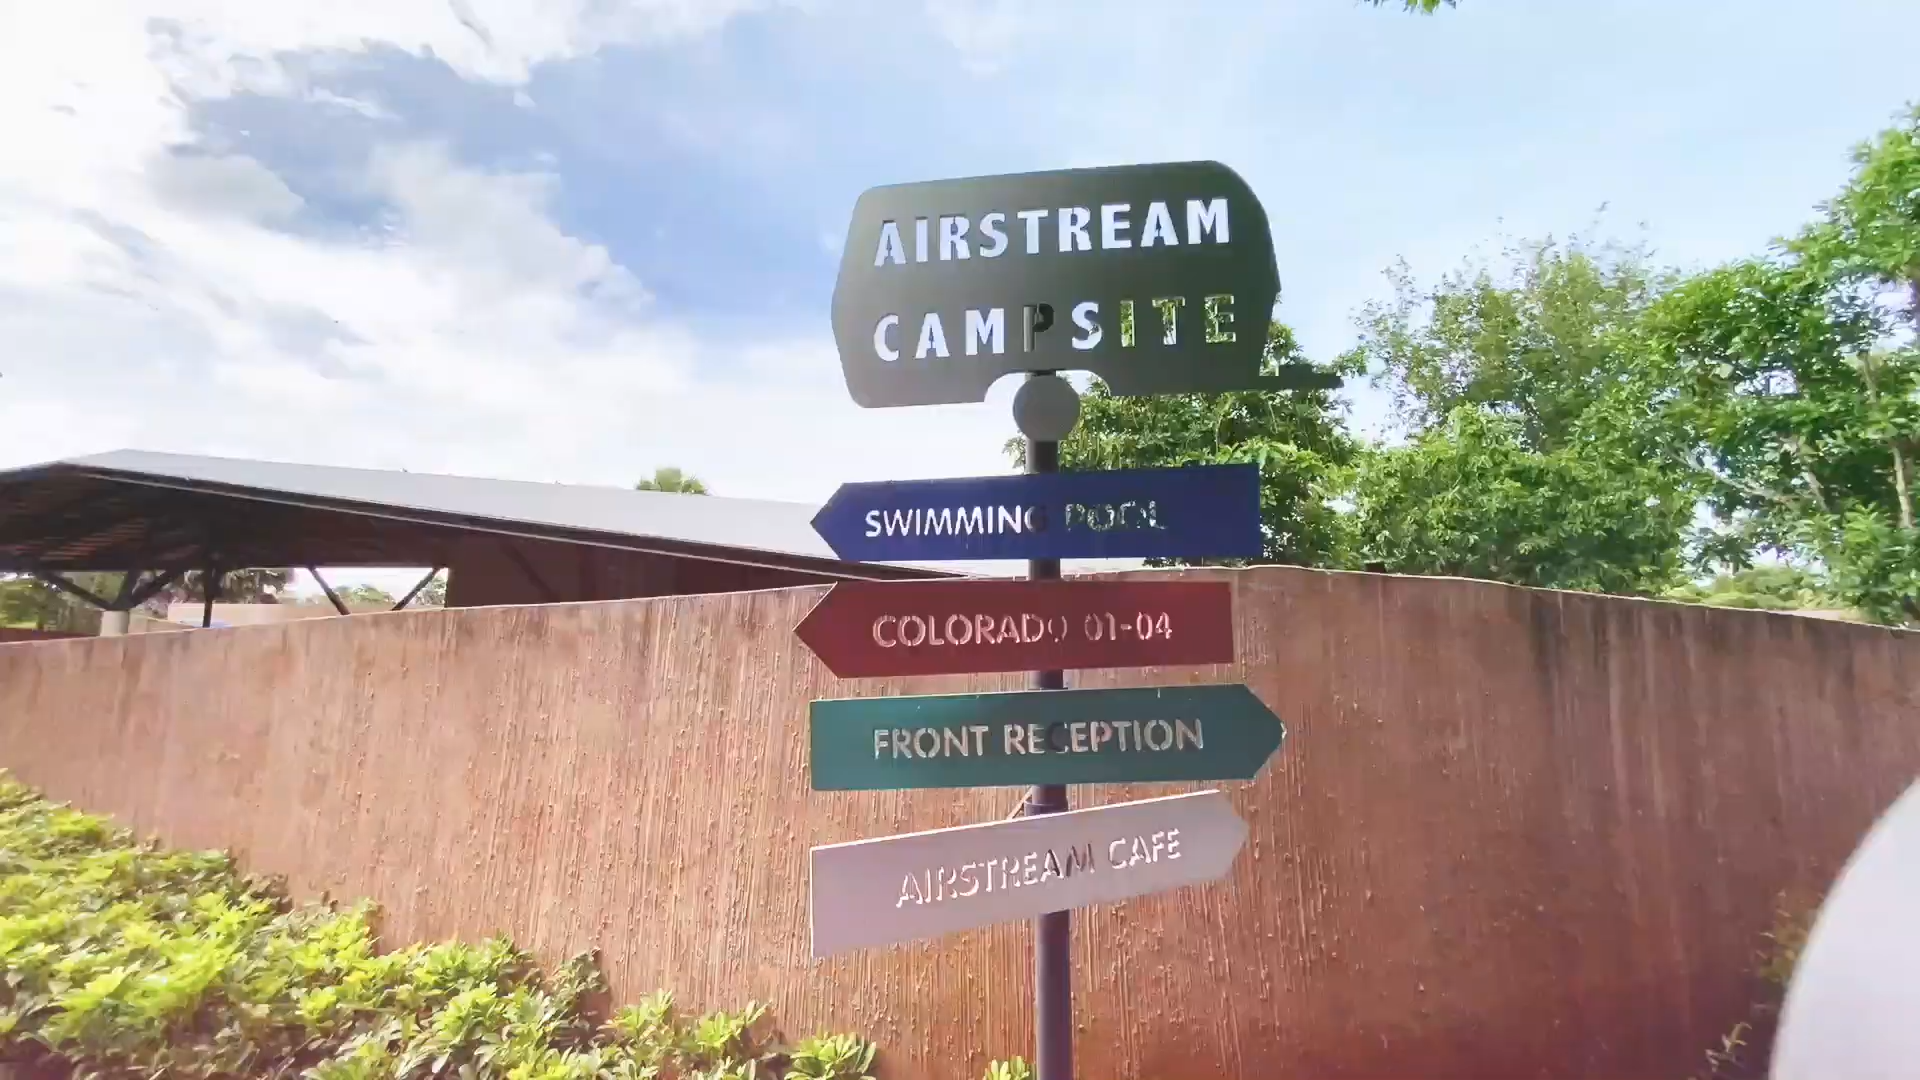 AIRSTREAM
CAMPSITE
SWIMMING POOL
COLORADO 01-04
FRONT RECEPTION
AIRSTREAM CAFE